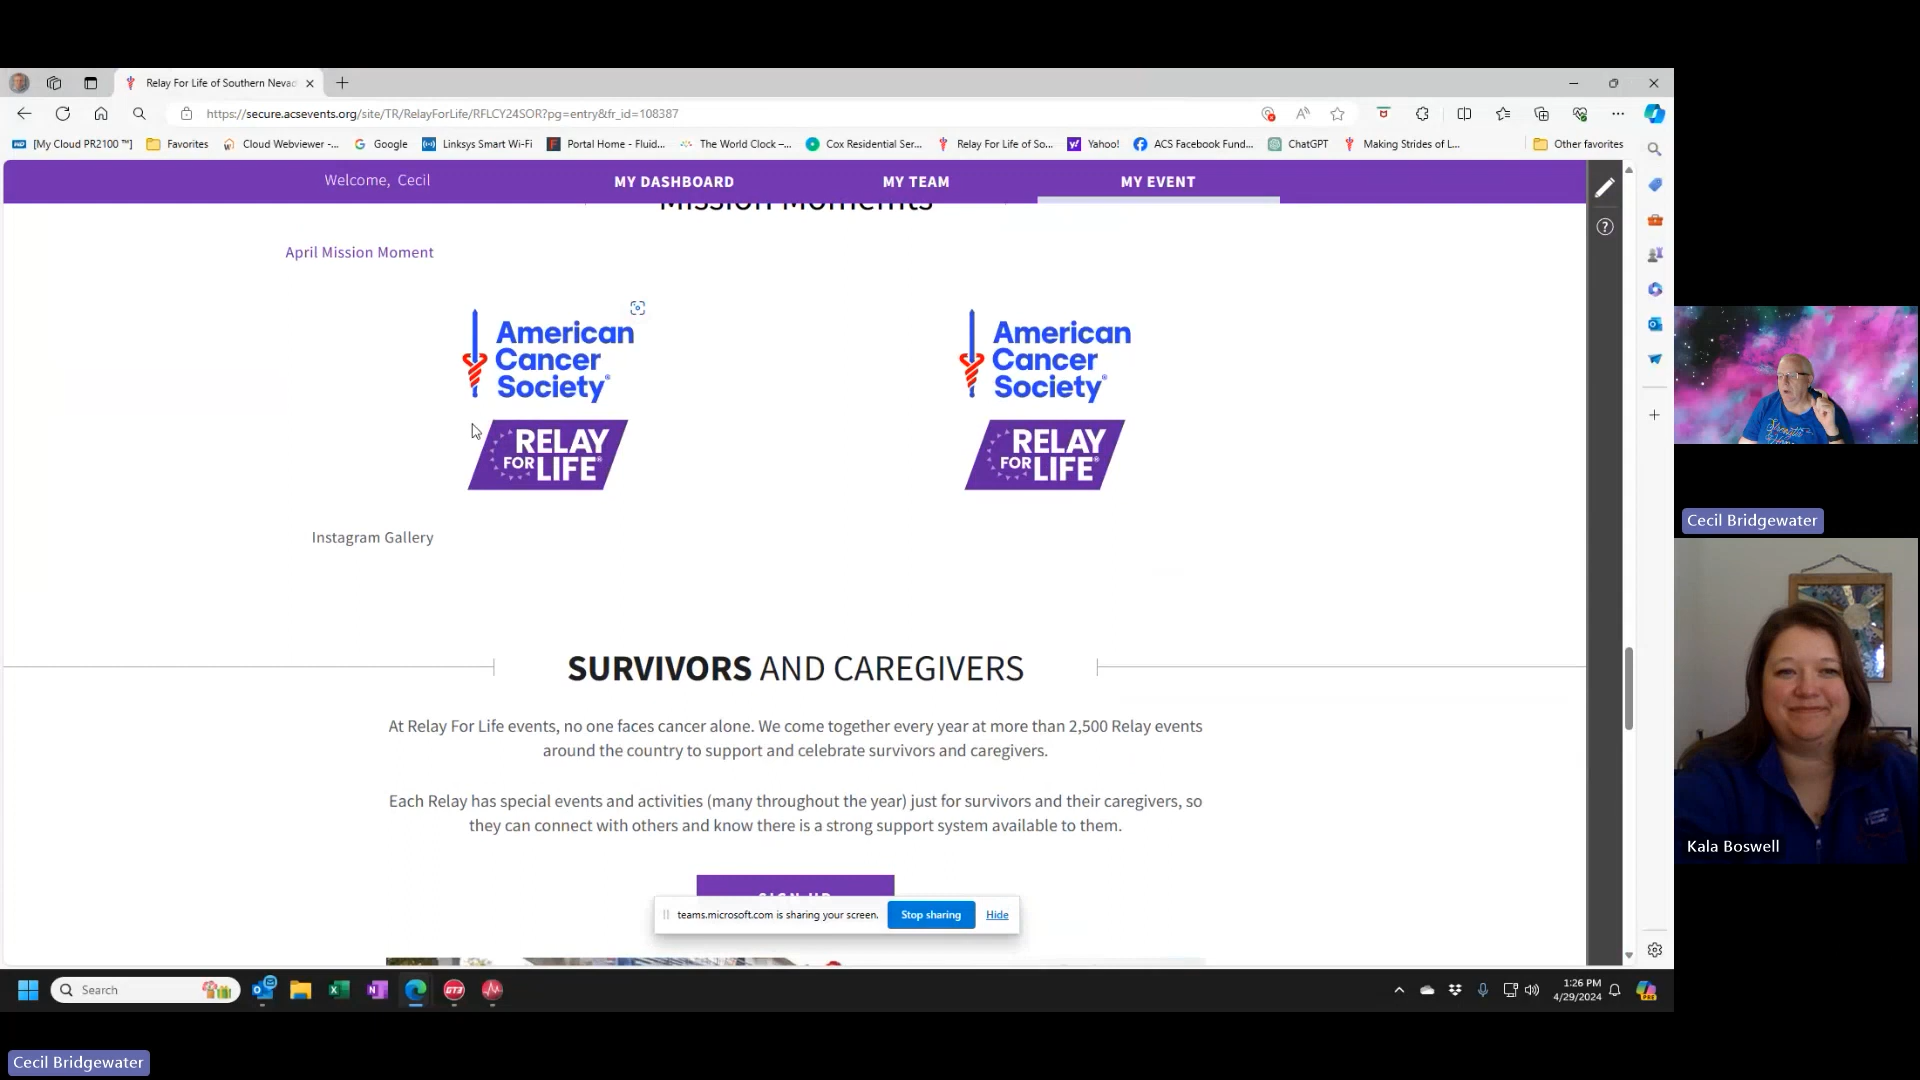 Relay For Life of Southern Nevad
https://secure.acsevents.org/site/TR/RelayForLife/RFLCY24SOR?pg=entry&fr_id=108387
[My Cloud PR2100 ™] Favorites Cloud Webviewer -... Google Linksys Smart Wi-Fi Portal Home - Fluid... The World Clock —... Cox Residential Ser... Relay For Life of So... Yahoo! ACS Facebook Fund... ChatGPT Making Strides of L... Other favorites
Welcome, Cecil MY DASHBOARD MY TEAM MY EVENT
April Mission Moment
American
Cancer
Society®
RELAY
FOR LIFE®
American
Cancer
Society®
RELAY
FOR LIFE®
Instagram Gallery
SURVIVORS AND CAREGIVERS
At Relay For Life events, no one faces cancer alone. We come together every year at more than 2,500 Relay events
around the country to support and celebrate survivors and caregivers.
Each Relay has special events and activities (many throughout the year) just for survivors and their caregivers, so
they can connect with others and know there is a strong support system available to them.
SIGN UP
teams.microsoft.com is sharing your screen. Stop sharing Hide
Search
1:26 PM
4/29/2024
Cecil Bridgewater
Kala Boswell
Cecil Bridgewater